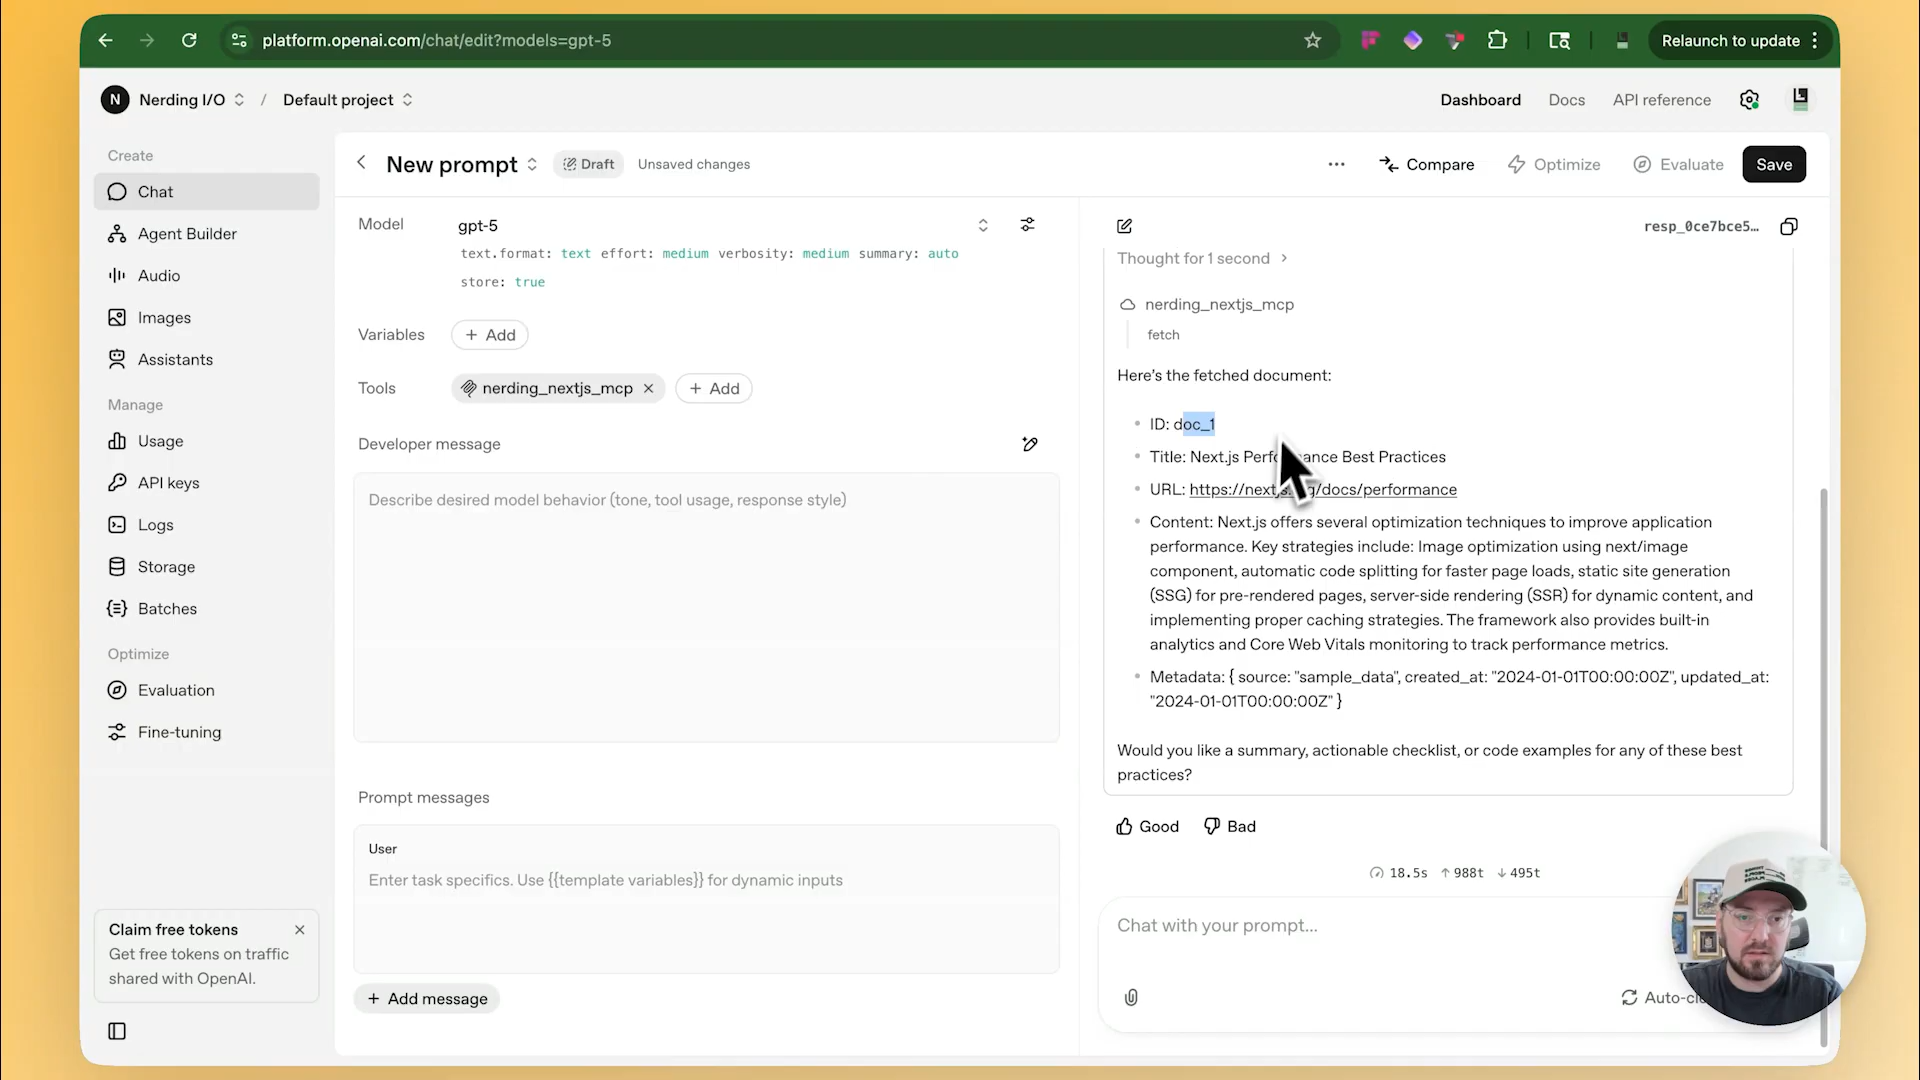 platform.openai.com/chat/edit?models=gpt-5
Relaunch to update
N Nerding I/O / Default project
Dashboard Docs API reference
Create
Chat
Agent Builder
Audio
Images
Assistants
Manage
Usage
API keys
Logs
Storage
Batches
Optimize
Evaluation
Fine-tuning
Claim free tokens
Get free tokens on traffic
shared with OpenAI.
New prompt Draft Unsaved changes
Compare Optimize Evaluate Save
Model gpt-5
text.format: text effort: medium verbosity: medium summary: auto
store: true
Variables + Add
Tools nerding_nextjs_mcp + Add
Developer message
Describe desired model behavior (tone, tool usage, response style)
Prompt messages
User
Enter task specifics. Use {{template variables}} for dynamic inputs
+ Add message
resp_0ce7bce5…
Thought for 1 second
nerding_nextjs_mcp
fetch
Here's the fetched document:
ID: doc_1
Title: Next.js Performance Best Practices
URL: https://nextjs.org/docs/performance
Content: Next.js offers several optimization techniques to improve application
performance. Key strategies include: Image optimization using next/image
component, automatic code splitting for faster page loads, static site generation
(SSG) for pre-rendered pages, server-side rendering (SSR) for dynamic content, and
implementing proper caching strategies. The framework also provides built-in
analytics and Core Web Vitals monitoring to track performance metrics.
Metadata: { source: "sample_data", created_at: "2024-01-01T00:00:00Z", updated_at:
"2024-01-01T00:00:00Z" }
Would you like a summary, actionable checklist, or code examples for any of these best
practices?
Good Bad
18.5s ↑988t ↓495t
Chat with your prompt...